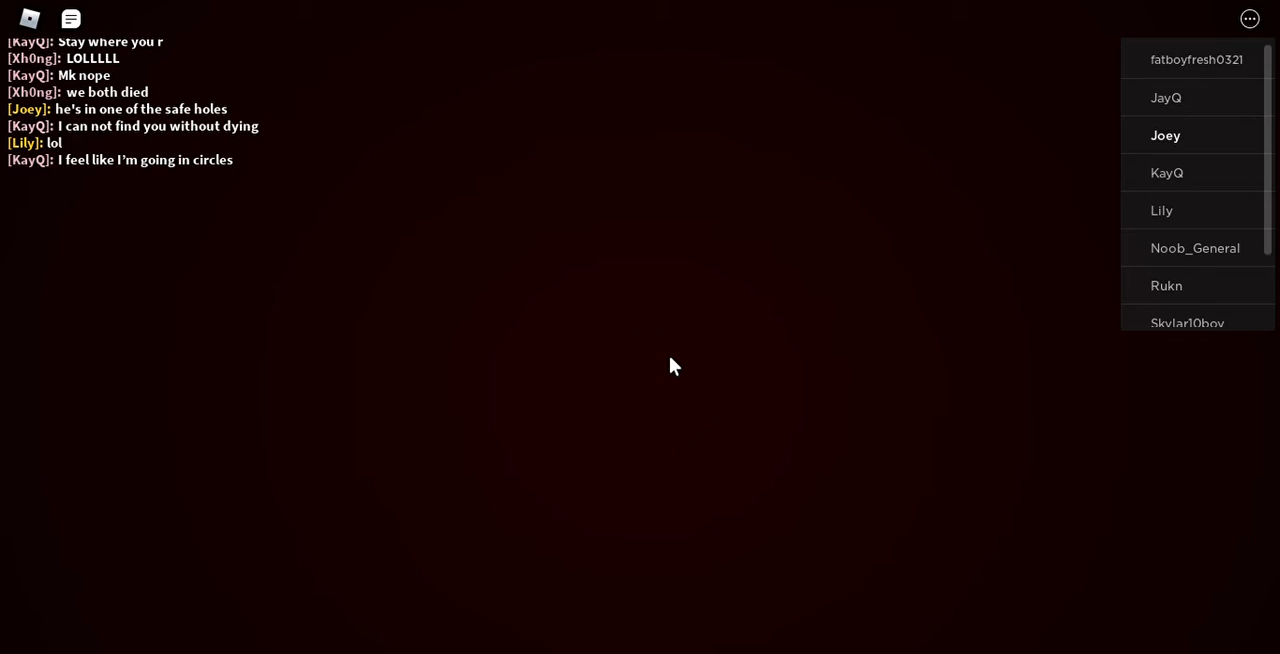 [KayQ]: Stay where you r
[Xh0ng]: LOLLLLL
[KayQ]: Mk nope
[Xh0ng]: we both died
[Joey]: he's in one of the safe holes
[KayQ]: I can not find you without dying
[Lily]: lol
[KayQ]: I feel like I’m going in circles
fatboyfresh0321
JayQ
Joey
KayQ
Lily
Noob_General
Rukn
Skylar10boy